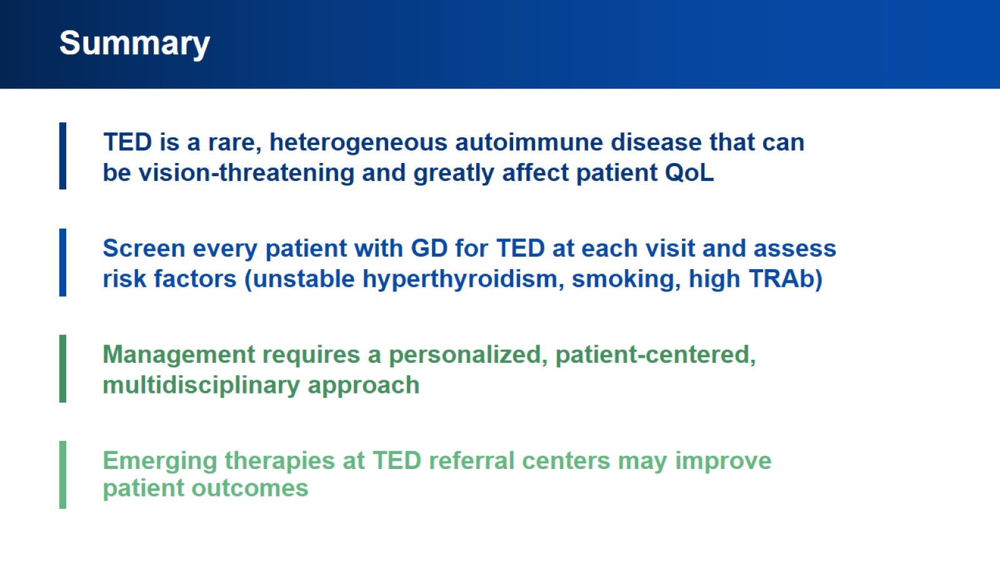 Summary
TED is a rare, heterogeneous autoimmune disease that can
be vision-threatening and greatly affect patient QoL
Screen every patient with GD for TED at each visit and assess
risk factors (unstable hyperthyroidism, smoking, high TRAb)
Management requires a personalized, patient-centered,
multidisciplinary approach
Emerging therapies at TED referral centers may improve
patient outcomes